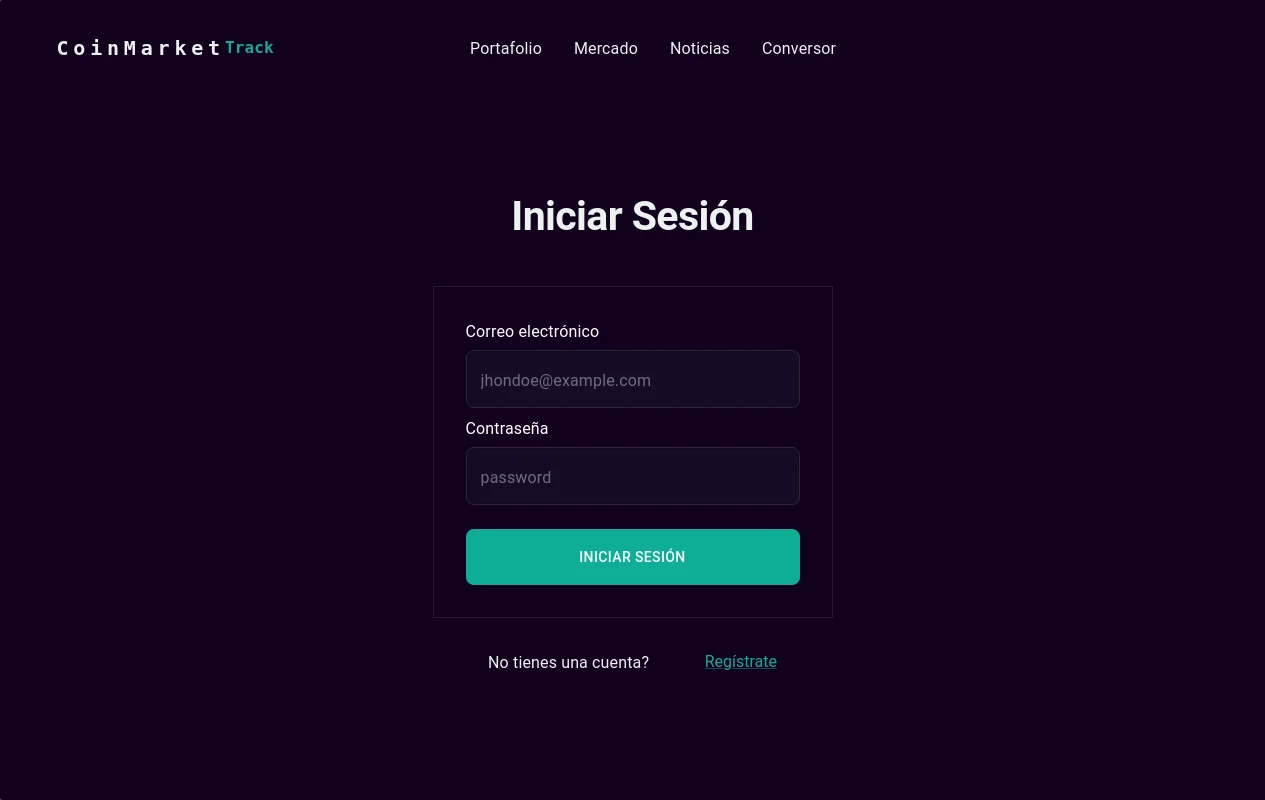 CoinMarketTrack
Portafolio Mercado Noticias Conversor
Iniciar Sesión
Correo electrónico
jhondoe@example.com
Contraseña
password
INICIAR SESIÓN
No tienes una cuenta? Regístrate